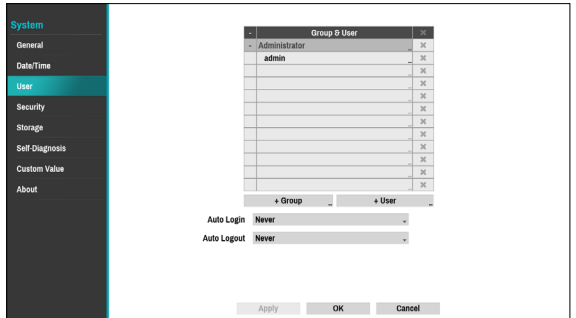 System
General
Date/Time
User
Security
Storage
Self-Diagnosis
Custom Value
About
- Group & User
- Administrator
admin
+ Group + User
Auto Login Never
Auto Logout Never
Apply OK Cancel